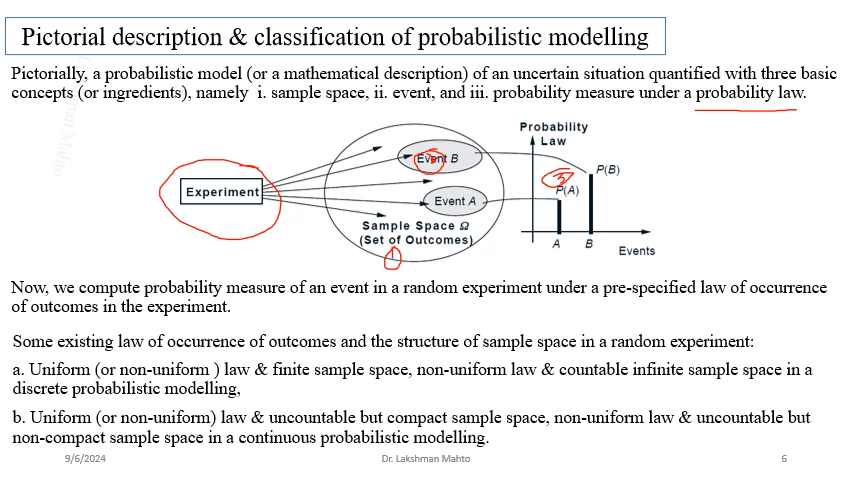 Pictorial description & classification of probabilistic modelling
Pictorially, a probabilistic model (or a mathematical description) of an uncertain situation quantified with three basic
concepts (or ingredients), namely i. sample space, ii. event, and iii. probability measure under a probability law.
Probability
Law
Event B
2
P(B)
3
P(A)
Experiment
Event A
Sample Space Ω
(Set of Outcomes)
1
A
B
Events
Now, we compute probability measure of an event in a random experiment under a pre-specified law of occurrence
of outcomes in the experiment.
Some existing law of occurrence of outcomes and the structure of sample space in a random experiment:
a. Uniform (or non-uniform ) law & finite sample space, non-uniform law & countable infinite sample space in a
discrete probabilistic modelling,
b. Uniform (or non-uniform) law & uncountable but compact sample space, non-uniform law & uncountable but
non-compact sample space in a continuous probabilistic modelling.
9/6/2024
Dr. Lakshman Mahto
6